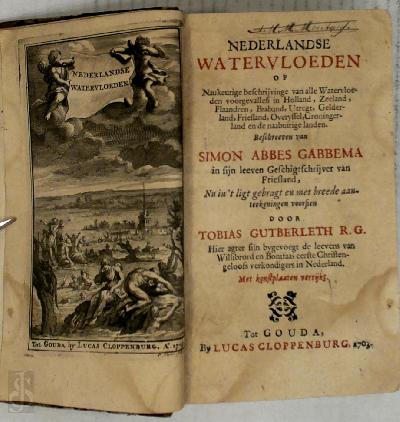 NEDERLANDSE
WATERVLOEDEN
Tot GOUDA by LUCAS CLOPPENBURG, A°.
NEDERLANDSE
WATERVLOEDEN
OF
Naukeurige beschrijvinge van alle Watervloe-
den voorgevallen in Holland, Zeeland,
Flaandren, Braband, Utregt, Gelder-
land, Friesland, Overyssel, Groninger-
land en de naabuirige landen.
Beschreeven van
SIMON ABBES GABBEMA
in sijn leeven Geschigtschrijver van
Friesland,
Nu in't ligt gebragt en met breede aan-
teekeningen voorsien
DOOR
TOBIAS GUTBERLETH R.G.
Hier agter sijn bygevoegt de leevens van
Willibrord en Bonifaas eerste Christen-
geloofs verkondigers in Nederland.
Met konstplaaten verrijkt.
Tot GOUDA,
By LUCAS CLOPPENBURG. 1703.